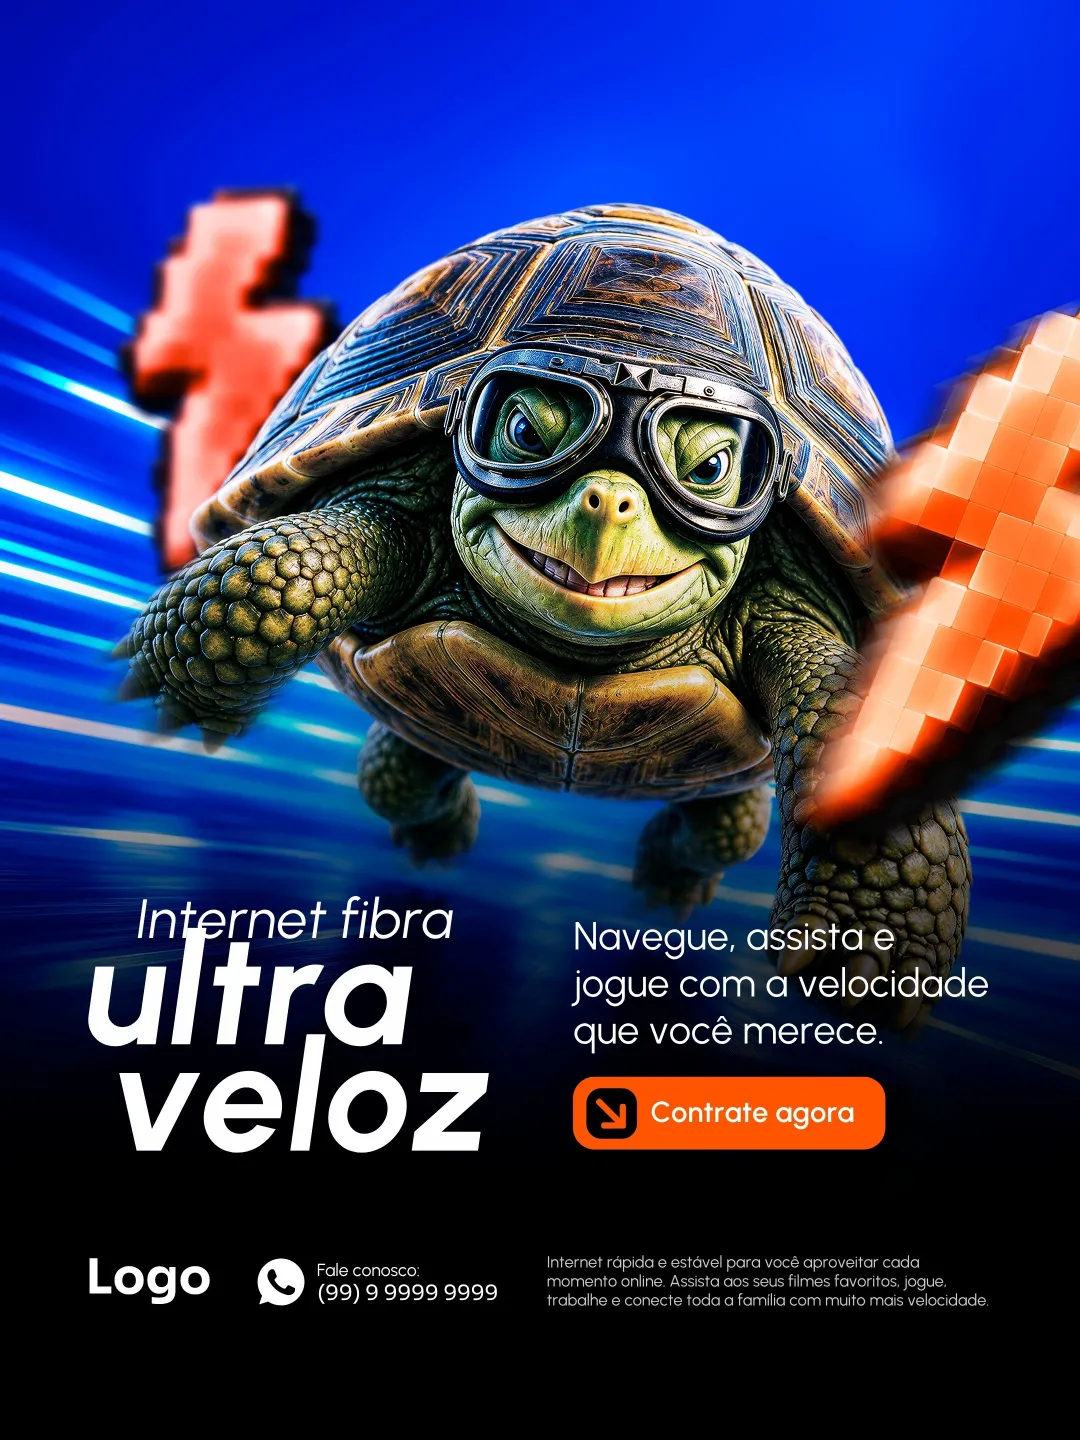 Internet fibra
ultra
veloz
Navegue, assista e
jogue com a velocidade
que você merece.
Contrate agora
Logo
Fale conosco:
(99) 9 9999 9999
Internet rápida e estável para você aproveitar cada
momento online. Assista aos seus filmes favoritos, jogue,
trabalhe e conecte toda a família com muito mais velocidade.